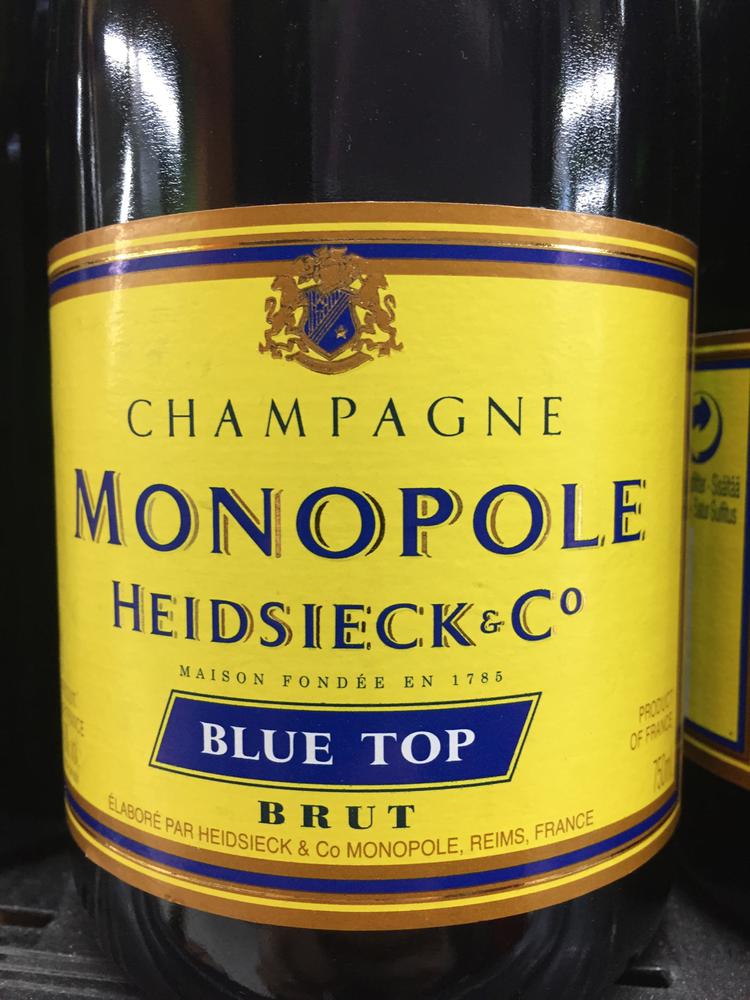 CHAMPAGNE
MONOPOLE
HEIDSIECK & Co
MAISON FONDÉE EN 1785
BLUE TOP
BRUT
ÉLABORÉ PAR HEIDSIECK & Co MONOPOLE, REIMS, FRANCE
PRODUCT
OF FRANCE
750m